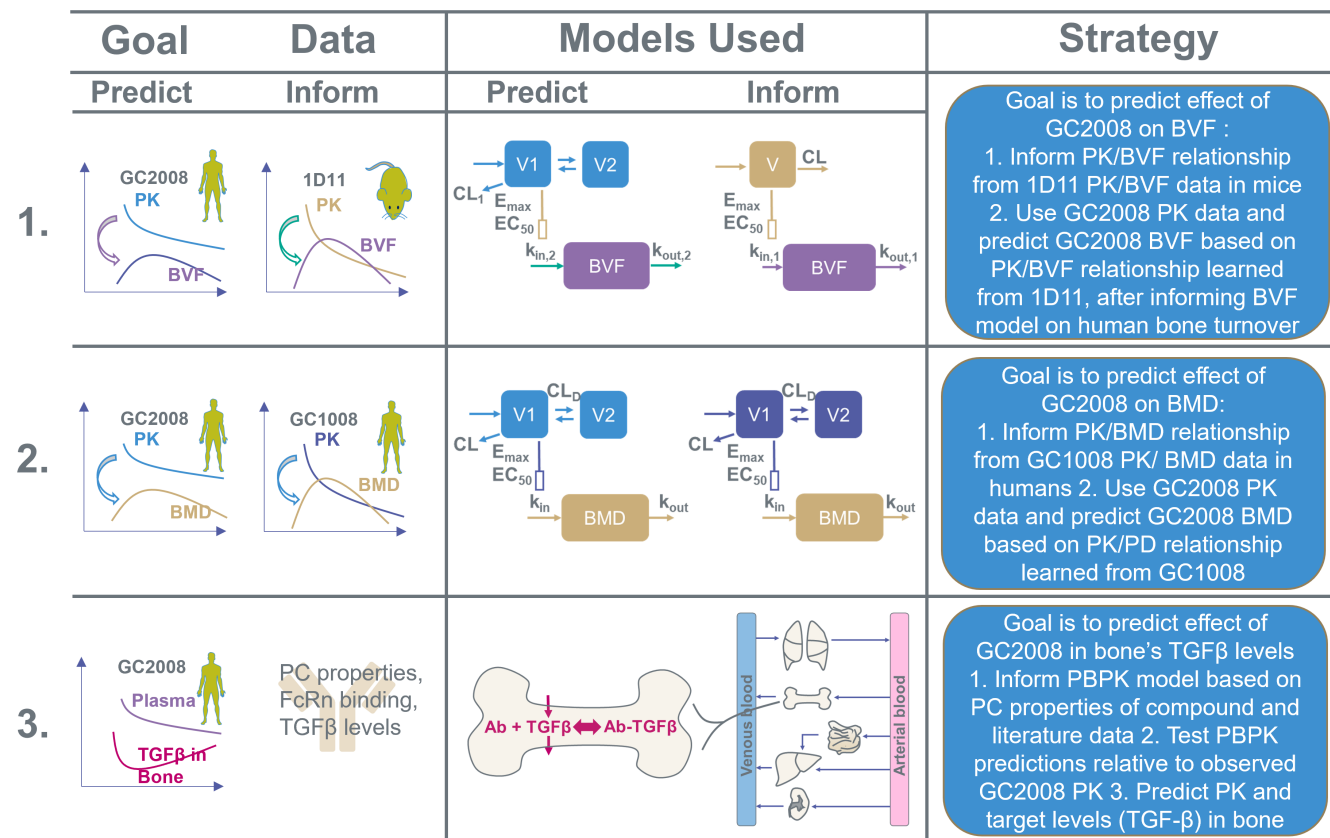 Goal
Data
Models Used
Strategy
Predict
Inform
Predict
Inform
1.
GC2008
PK
BVF
1D11
PK
BVF
V1
V2
CL1
Emax
EC50
kin,2
BVF
kout,2
V
CL
Emax
EC50
kin,1
BVF
kout,1
Goal is to predict effect of
GC2008 on BVF :
1. Inform PK/BVF relationship
from 1D11 PK/BVF data in mice
2. Use GC2008 PK data and
predict GC2008 BVF based on
PK/BVF relationship learned
from 1D11, after informing BVF
model on human bone turnover
2.
GC2008
PK
BMD
GC1008
PK
BMD
CLD
V1
V2
CL
Emax
EC50
kin
BMD
kout
CLD
V1
V2
CL
Emax
EC50
kin
BMD
kout
Goal is to predict effect of
GC2008 on BMD:
1. Inform PK/BMD relationship
from GC1008 PK/ BMD data in
humans 2. Use GC2008 PK
data and predict GC2008 BMD
based on PK/PD relationship
learned from GC1008
3.
GC2008
Plasma
TGFβ in
Bone
PC properties,
FcRn binding,
TGFβ levels
Ab + TGFβ Ab-TGFβ
Venous blood
Arterial blood
Goal is to predict effect of
GC2008 in bone's TGFβ levels
1. Inform PBPK model based on
PC properties of compound and
literature data 2. Test PBPK
predictions relative to observed
GC2008 PK 3. Predict PK and
target levels (TGF-β) in bone